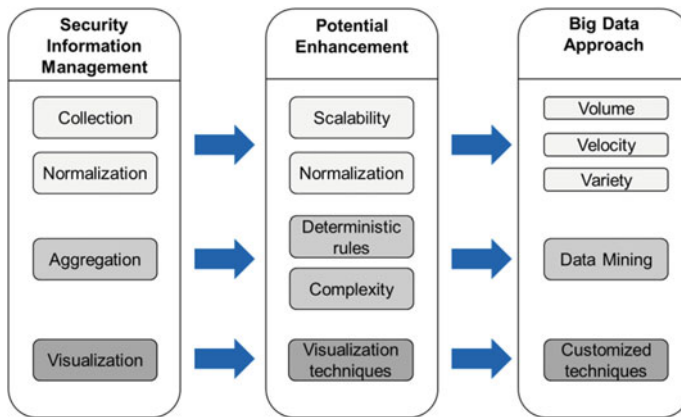 Security
Information
Management
Collection
Normalization
Aggregation
Visualization
Potential
Enhancement
Scalability
Normalization
Deterministic
rules
Complexity
Visualization
techniques
Big Data
Approach
Volume
Velocity
Variety
Data Mining
Customized
techniques